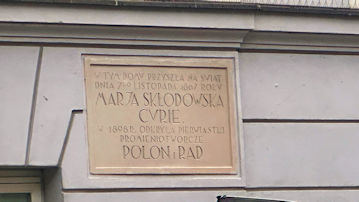 W TYM DOMU PRZYSZŁA NA ŚWIAT
DNIA 7GO LISTOPADA 1867 ROKU
MARJA SKŁODOWSKA
CURIE.
W 1898 R. ODKRYŁA PIERWIASTKI
PROMIENIOTWÓRCZE
POLON i RAD